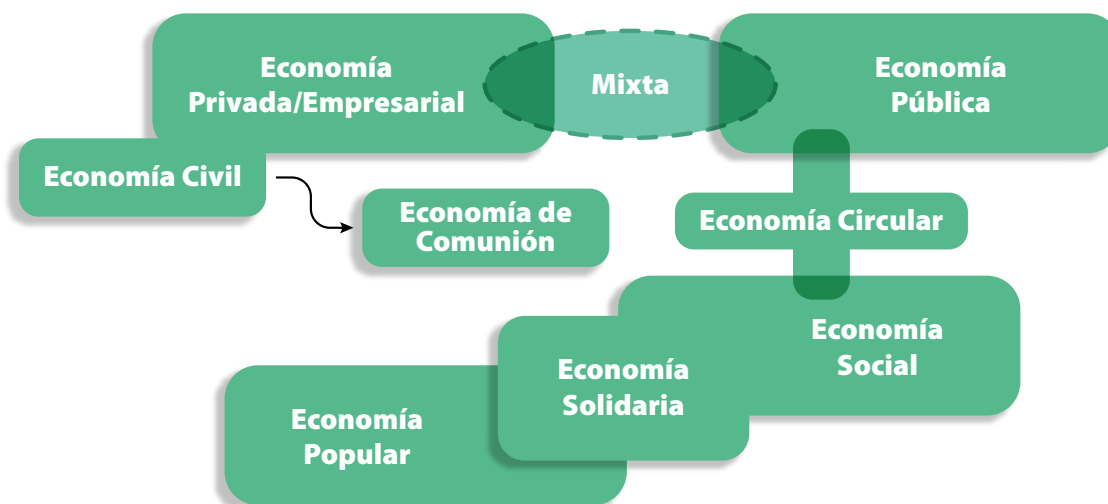 Economía
Privada/Empresarial
Mixta
Economía
Pública
Economía Civil
Economía de
Comunión
Economía Circular
Economía
Social
Economía
Solidaria
Economía
Popular